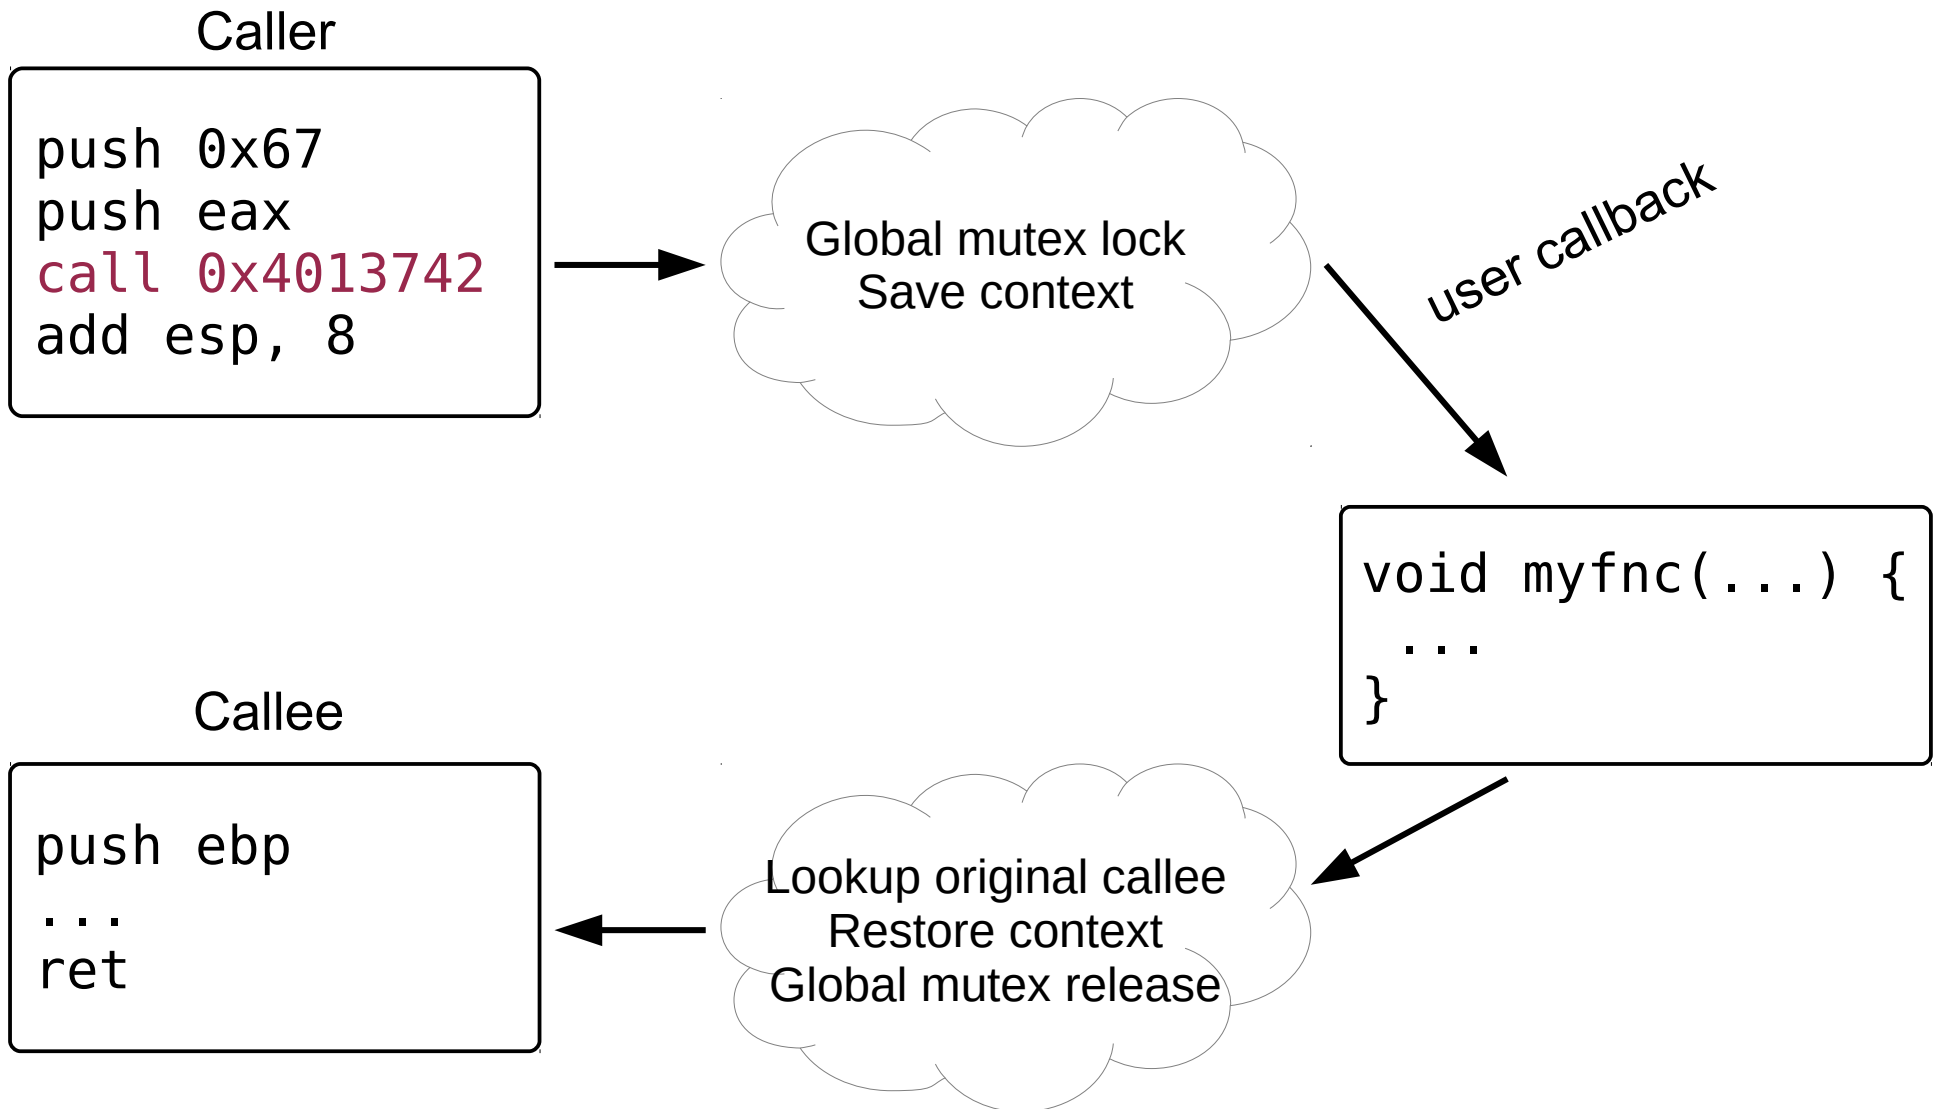 Caller
push 0x67
push eax
call 0x4013742
add esp, 8
Global mutex lock
Save context
user callback
void myfnc(...) {
...
}
Lookup original callee
Restore context
Global mutex release
Callee
push ebp
...
ret